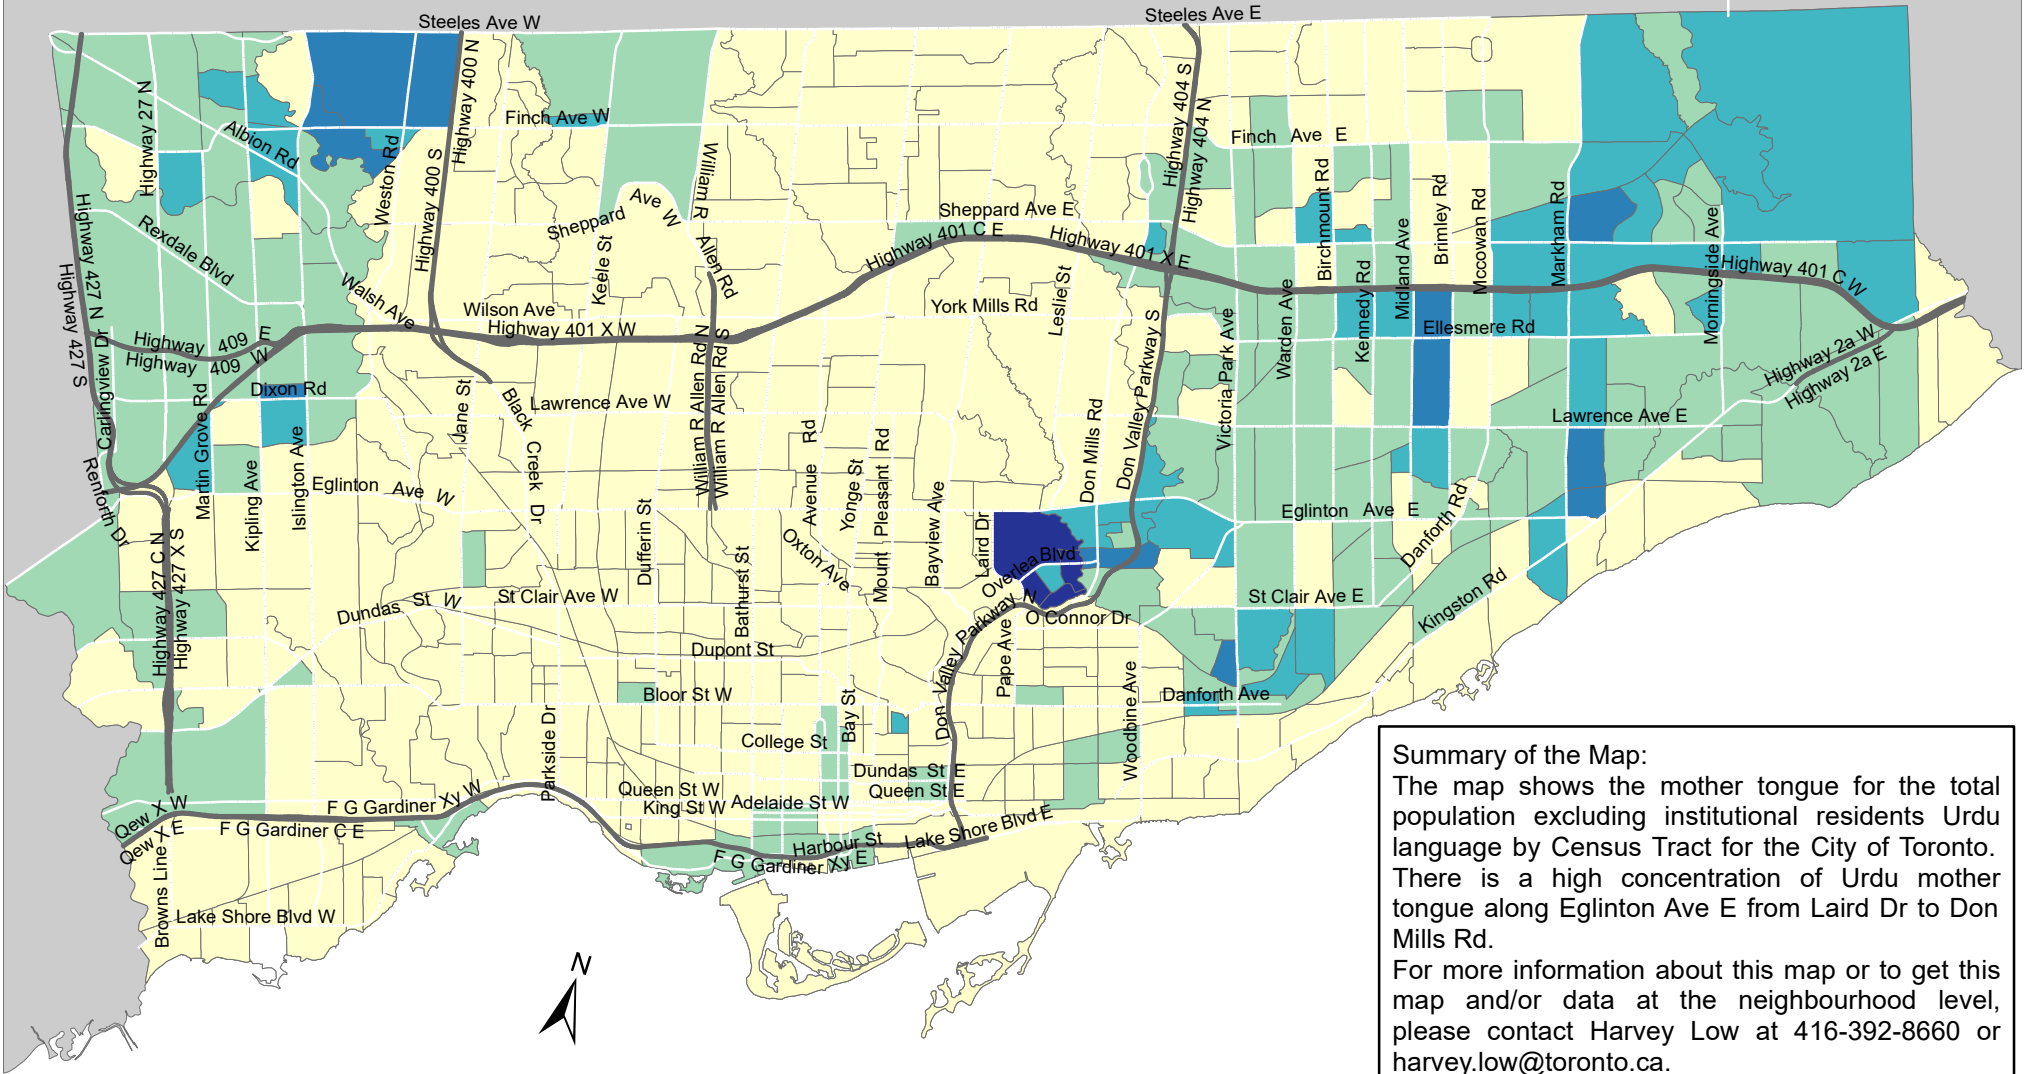 Steeles Ave W
Steeles Ave E
Highway 27 N
Albion Rd
Weston Rd
Highway 400 N
Highway 400 S
Finch Ave W
William R Allen Rd
Highway 404 S
Highway 404 N
Finch Ave E
Birchmount Rd
Midland Ave
Brimley Rd
Mccowan Rd
Markham Rd
Morningside Ave
Highway 427 N
Highway 427 S
Rexdale Blvd
Sheppard Ave W
Keele St
Sheppard Ave E
Highway 401 C E
Highway 401 X E
Highway 401 C W
Walsh Ave
Wilson Ave
Highway 401 X W
York Mills Rd
Leslie St
Victoria Park Ave
Warden Ave
Kennedy Rd
Ellesmere Rd
Highway 2a W
Highway 2a E
Highway 409 E
Highway 409 W
Carlingview Dr
Dixon Rd
Martin Grove Rd
Kipling Ave
Islington Ave
Jane St
Black Creek Dr
Lawrence Ave W
William R Allen Rd N
William R Allen Rd S
Avenue Rd
Yonge St
Mount Pleasant Rd
Bayview Ave
Don Mills Rd
Don Valley Parkway S
Lawrence Ave E
Renforth Dr
Eglinton Ave W
Eglinton Ave E
Danforth Rd
Highway 427 C N
Highway 427 X S
Dufferin St
Bathurst St
Oxton Ave
Laird Dr
Overlea Blvd
Dundas St W
St Clair Ave W
Don Valley Parkway N
O Connor Dr
St Clair Ave E
Kingston Rd
Dupont St
Pape Ave
Woodbine Ave
Danforth Ave
Bloor St W
Bay St
Parkside Dr
College St
Dundas St E
Queen St E
Queen St W
King St W
Adelaide St W
Qew X W
Qew X E
F G Gardiner Xy W
F G Gardiner C E
Harbour St
Lake Shore Blvd E
F G Gardiner Xy E
Browns Line
Lake Shore Blvd W
N
Summary of the Map:
The map shows the mother tongue for the total
population excluding institutional residents Urdu
language by Census Tract for the City of Toronto.
There is a high concentration of Urdu mother
tongue along Eglinton Ave E from Laird Dr to Don
Mills Rd.
For more information about this map or to get this
map and/or data at the neighbourhood level,
please contact Harvey Low at 416-392-8660 or
harvey.low@toronto.ca.